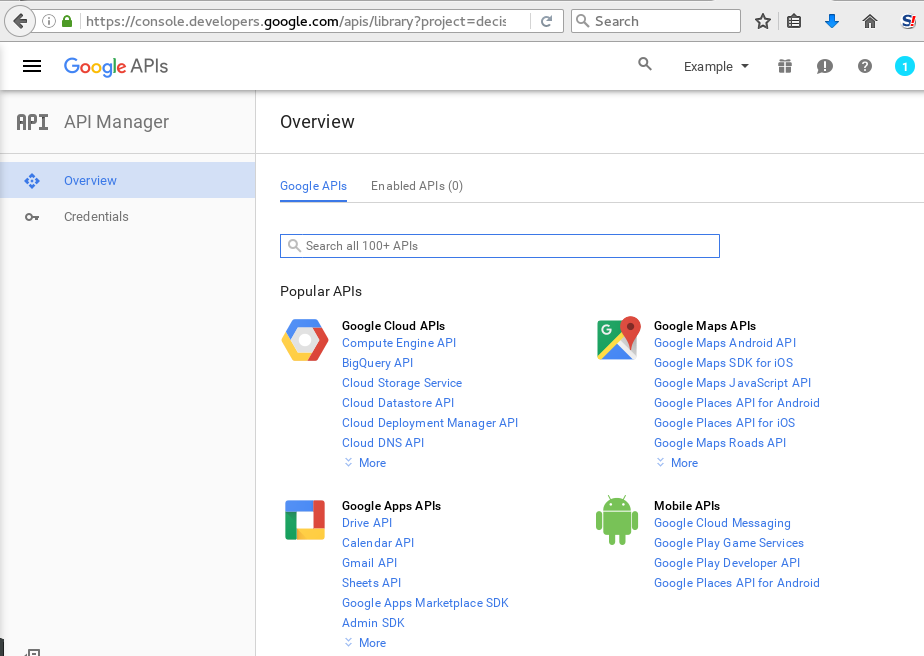 https://console.developers.google.com/apis/library?project=decis
Search
S!
Google APIs
Example
1
API API Manager
Overview
Credentials
Overview
Google APIs Enabled APIs (0)
Search all 100+ APIs
Popular APIs
Google Cloud APIs
Compute Engine API
BigQuery API
Cloud Storage Service
Cloud Datastore API
Cloud Deployment Manager API
Cloud DNS API
More
Google Maps APIs
Google Maps Android API
Google Maps SDK for iOS
Google Maps JavaScript API
Google Places API for Android
Google Places API for iOS
Google Maps Roads API
More
Google Apps APIs
Drive API
Calendar API
Gmail API
Sheets API
Google Apps Marketplace SDK
Admin SDK
More
Mobile APIs
Google Cloud Messaging
Google Play Game Services
Google Play Developer API
Google Places API for Android